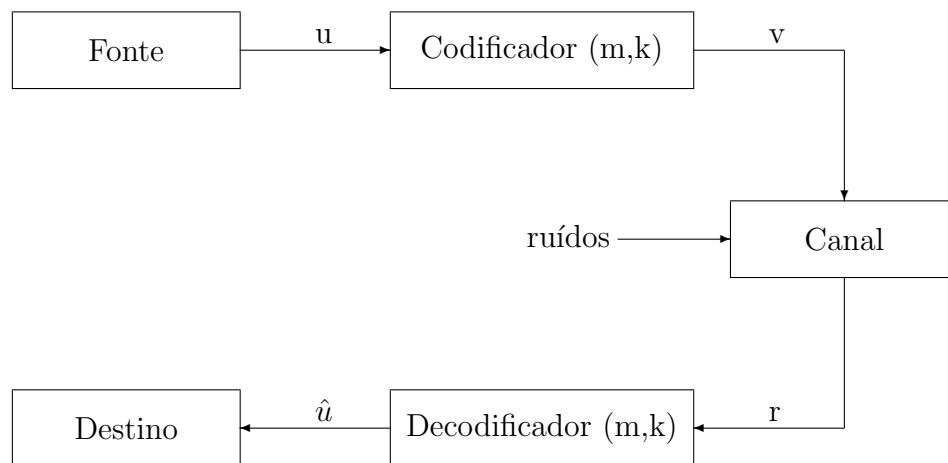 Fonte
u
Codificador (m,k)
v
ruídos
Canal
Destino
û
Decodificador (m,k)
r